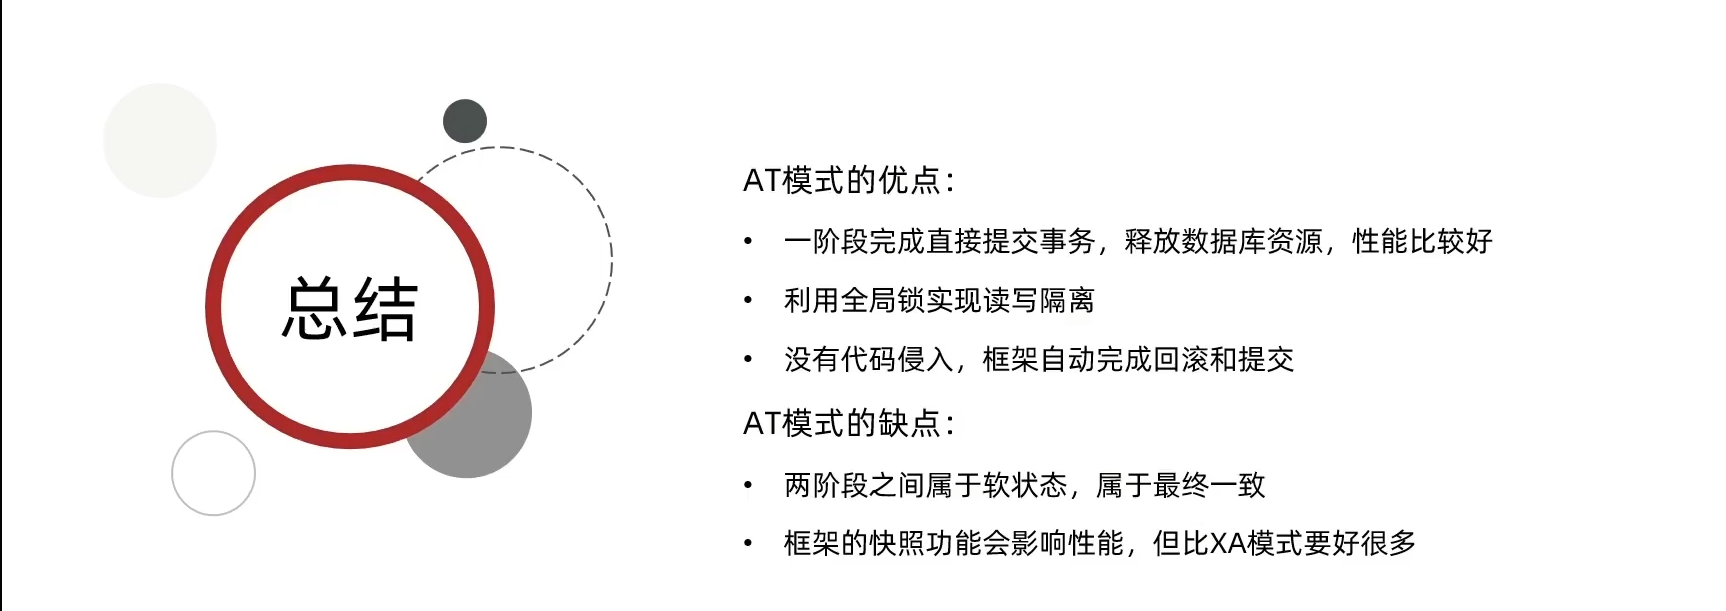 总结
AT模式的优点：
• 一阶段完成直接提交事务，释放数据库资源，性能比较好
• 利用全局锁实现读写隔离
• 没有代码侵入，框架自动完成回滚和提交
AT模式的缺点：
• 两阶段之间属于软状态，属于最终一致
• 框架的快照功能会影响性能，但比XA模式要好很多